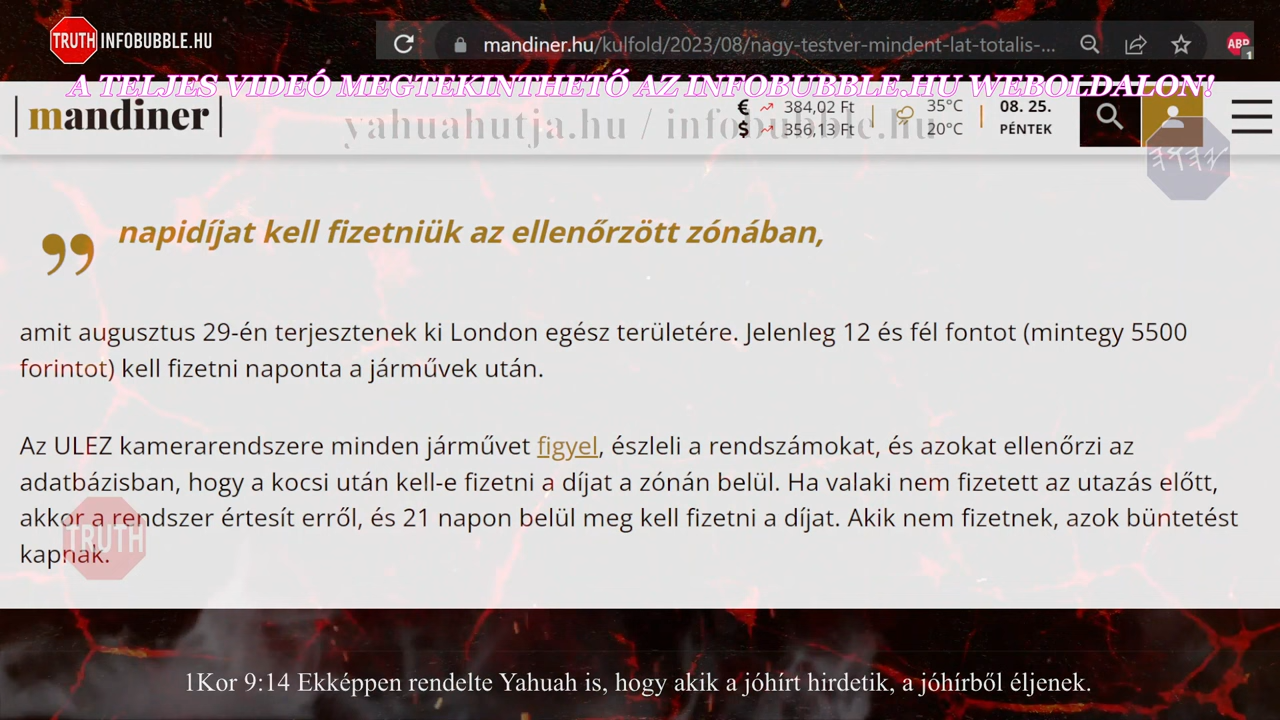 TRUTH INFOBUBBLE.HU
mandiner.hu/kulfold/2023/08/nagy-testver-mindent-lat-totalis-...
ABP
1
A TELJES VIDEÓ MEGTEKINTHETŐ AZ INFOBUBBLE.HU WEBOLDALON!
|mandiner|
yahuahutja.hu / infobubble.hu
€ 384,02 Ft
$ 356,13 Ft
35°C
20°C
08. 25.
PÉNTEK
” napidíjat kell fizetniük az ellenőrzött zónában,
amit augusztus 29-én terjesztenek ki London egész területére. Jelenleg 12 és fél fontot (mintegy 5500
forintot) kell fizetni naponta a járművek után.
Az ULEZ kamerarendszere minden járművet figyel, észleli a rendszámokat, és azokat ellenőrzi az
adatbázisban, hogy a kocsi után kell-e fizetni a díjat a zónán belül. Ha valaki nem fizetett az utazás előtt,
akkor a rendszer értesít erről, és 21 napon belül meg kell fizetni a díjat. Akik nem fizetnek, azok büntetést
kapnak.
TRUTH
1Kor 9:14 Ekképpen rendelte Yahuah is, hogy akik a jóhírt hirdetik, a jóhírből éljenek.